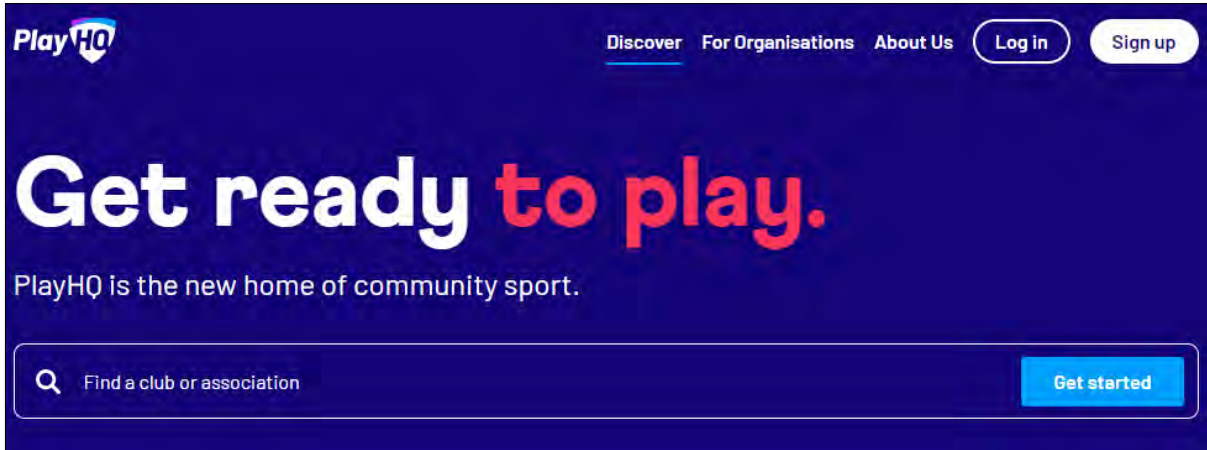 PlayHQ
Discover For Organisations About Us Log in Sign up
Get ready to play.
PlayHQ is the new home of community sport.
Find a club or association Get started